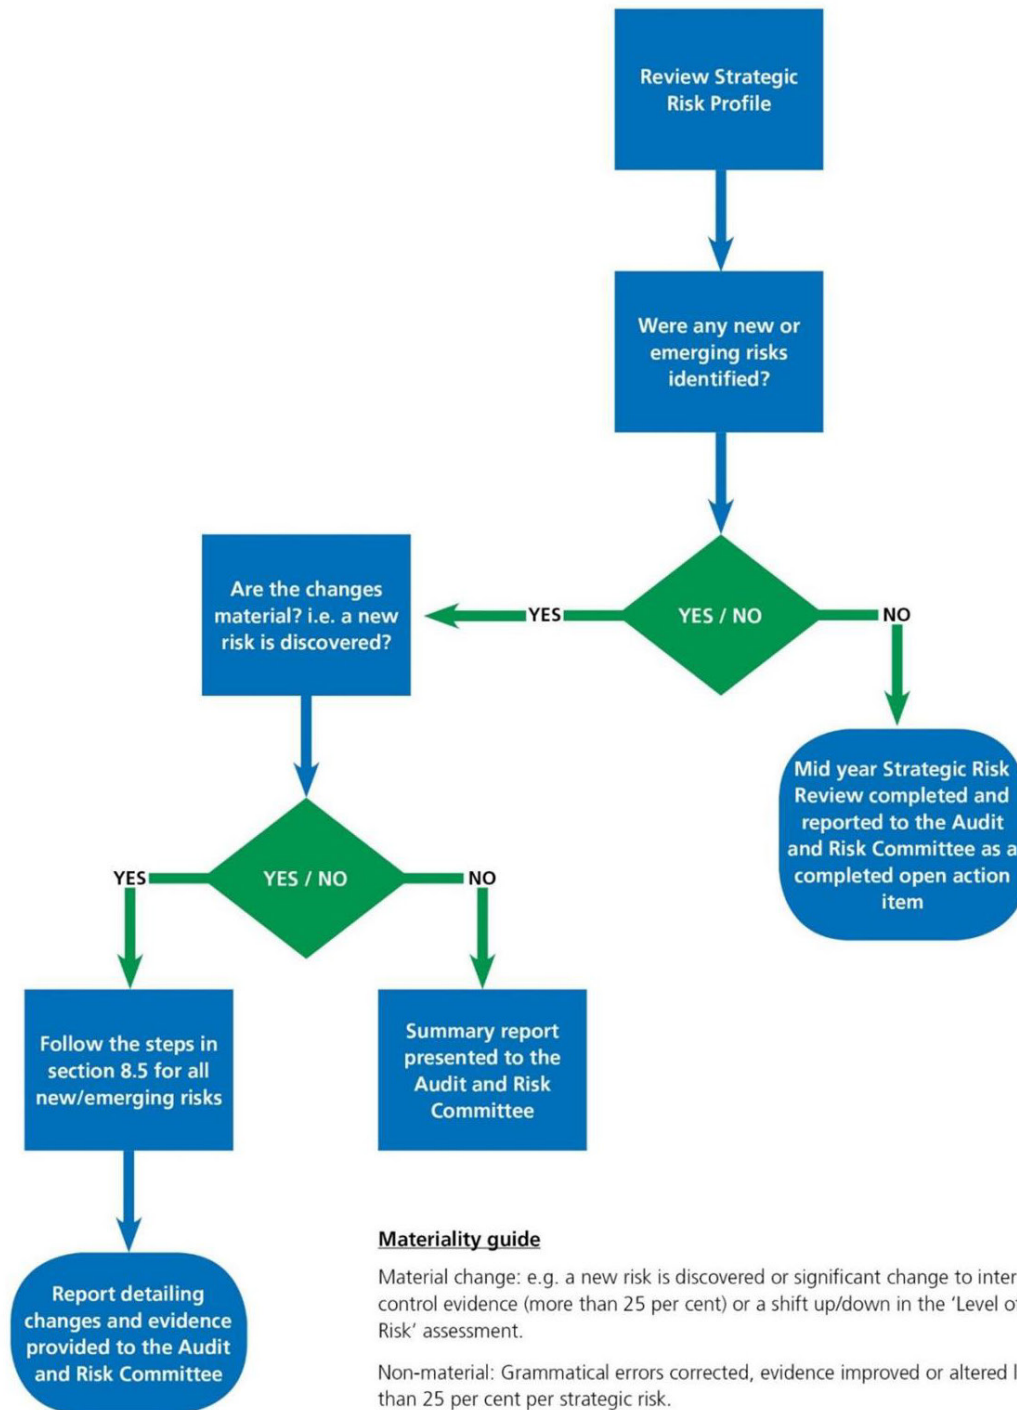 Review Strategic
Risk Profile
Were any new or
emerging risks
identified?
Are the changes
material? i.e. a new
risk is discovered?
YES
YES / NO
NO
Mid year Strategic Risk
Review completed and
reported to the Audit
and Risk Committee as a
completed open action
item
YES
YES / NO
NO
Follow the steps in
section 8.5 for all
new/emerging risks
Summary report
presented to the
Audit and Risk
Committee
Report detailing
changes and evidence
provided to the Audit
and Risk Committee
Materiality guide
Material change: e.g. a new risk is discovered or significant change to inter
control evidence (more than 25 per cent) or a shift up/down in the ‘Level of
Risk’ assessment.
Non-material: Grammatical errors corrected, evidence improved or altered
than 25 per cent per strategic risk.